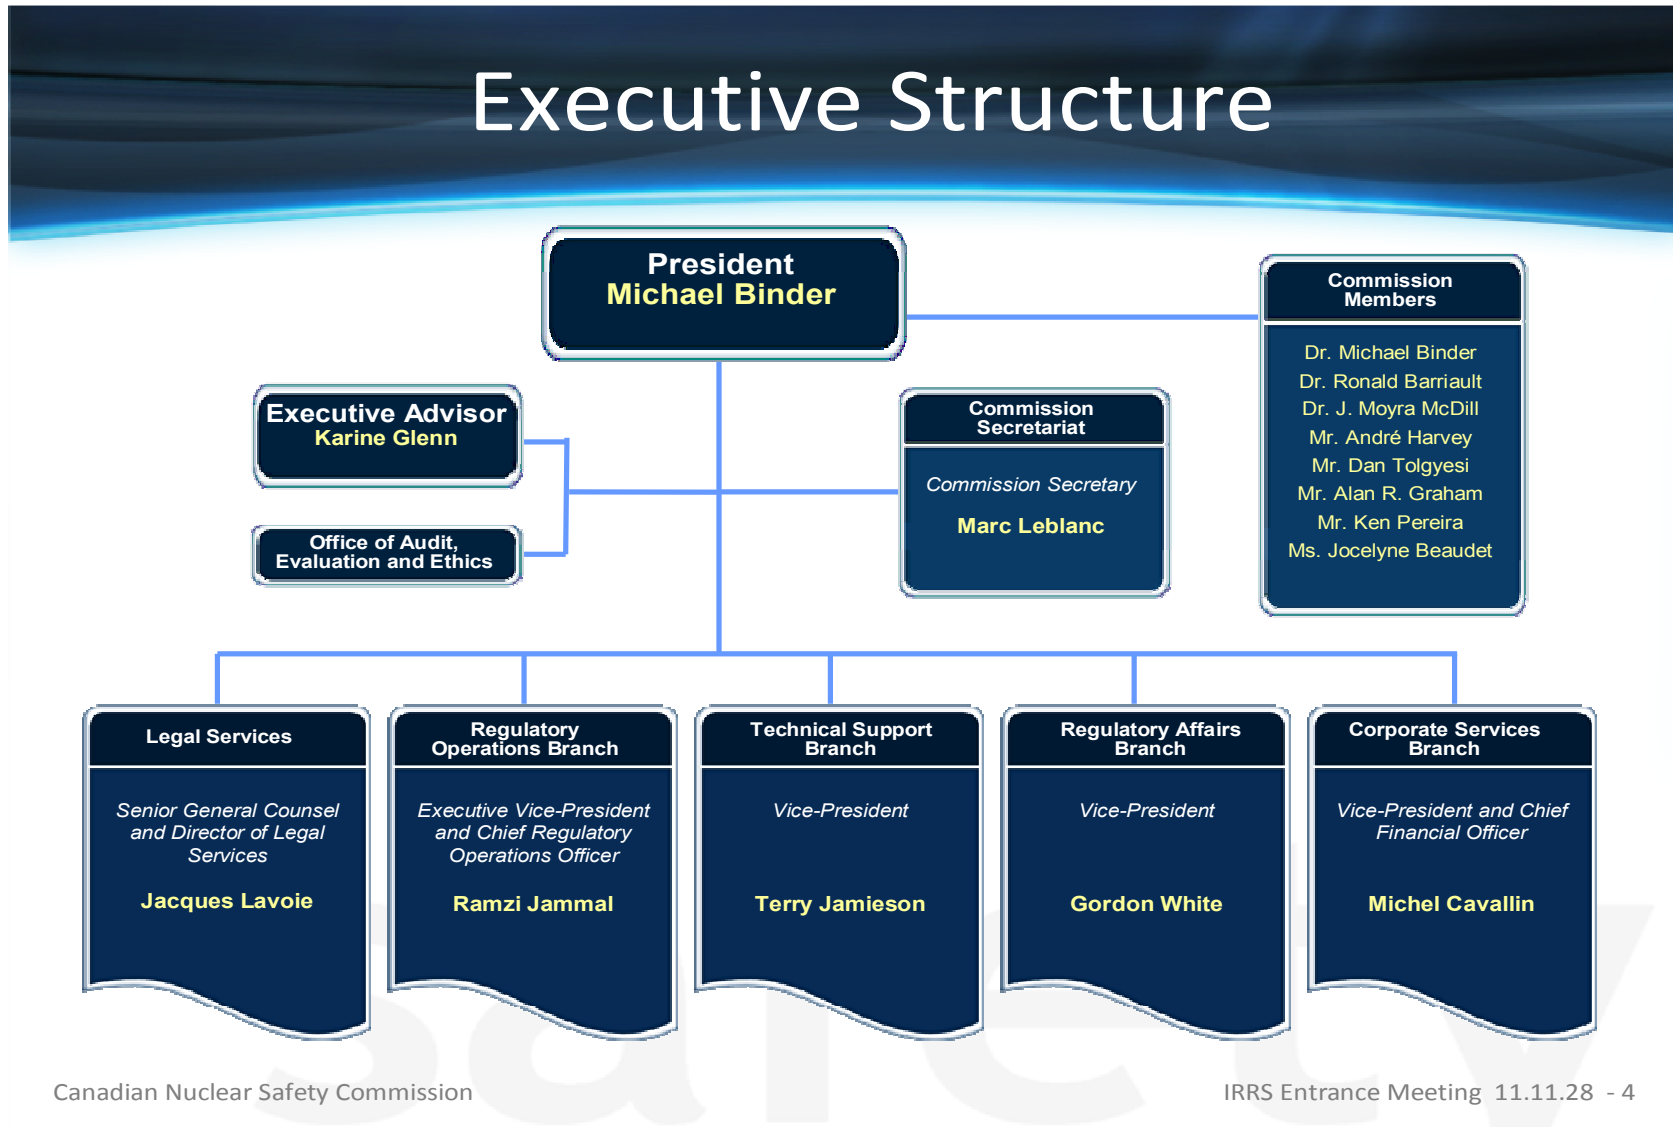 Executive Structure
President
Michael Binder
Commission
Members
Dr. Michael Binder
Dr. Ronald Barriault
Dr. J. Moyra McDill
Mr. André Harvey
Mr. Dan Tolgyesi
Mr. Alan R. Graham
Mr. Ken Pereira
Ms. Jocelyne Beaudet
Executive Advisor
Karine Glenn
Commission
Secretariat
Commission Secretary
Marc Leblanc
Office of Audit,
Evaluation and Ethics
Legal Services
Senior General Counsel
and Director of Legal
Services
Jacques Lavoie
Regulatory
Operations Branch
Executive Vice-President
and Chief Regulatory
Operations Officer
Ramzi Jammal
Technical Support
Branch
Vice-President
Terry Jamieson
Regulatory Affairs
Branch
Vice-President
Gordon White
Corporate Services
Branch
Vice-President and Chief
Financial Officer
Michel Cavallin
safety
Canadian Nuclear Safety Commission
IRRS Entrance Meeting 11.11.28 - 4